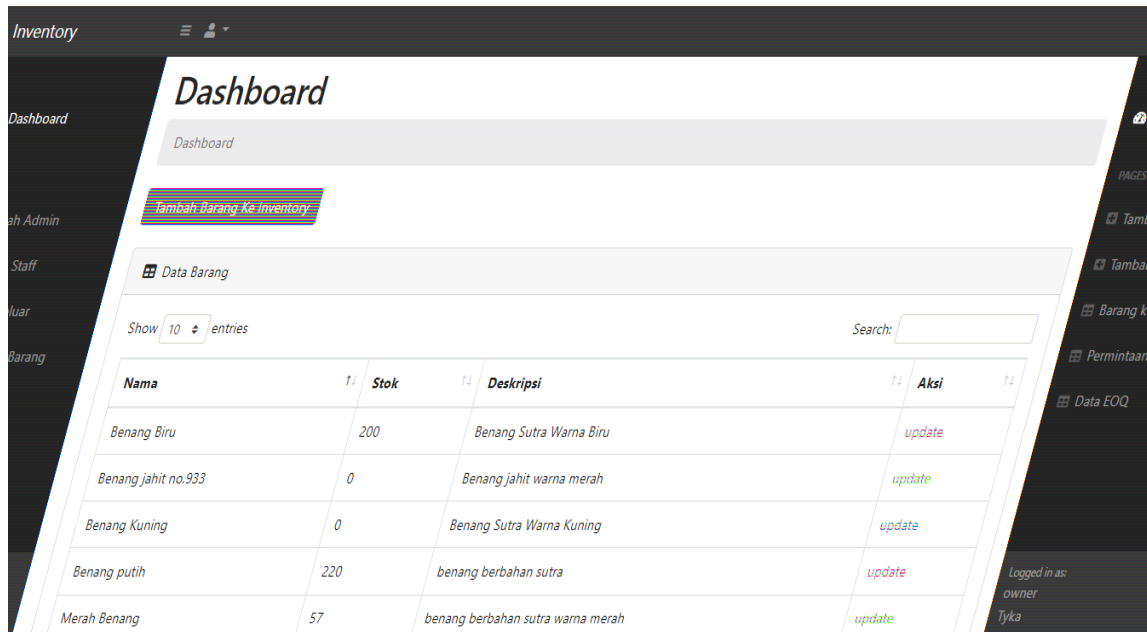 Inventory
Dashboard
Dashboard
Dashboard
PAGES
Tambah Barang Ke Inventory
ah Admin
Tamb
Data Barang
Staff
Tambal
Show 10 entries
Search:
luar
Barang k
Barang
Permintaan
Nama Stok Deskripsi Aksi
Data EOQ
Benang Biru 200 Benang Sutra Warna Biru update
Benang jahit no.933 0 Benang jahit warna merah update
Benang Kuning 0 Benang Sutra Warna Kuning update
Benang putih 220 benang berbahan sutra update
Logged in as:
owner
Merah Benang 57 benang berbahan sutra warna merah update
Tyka